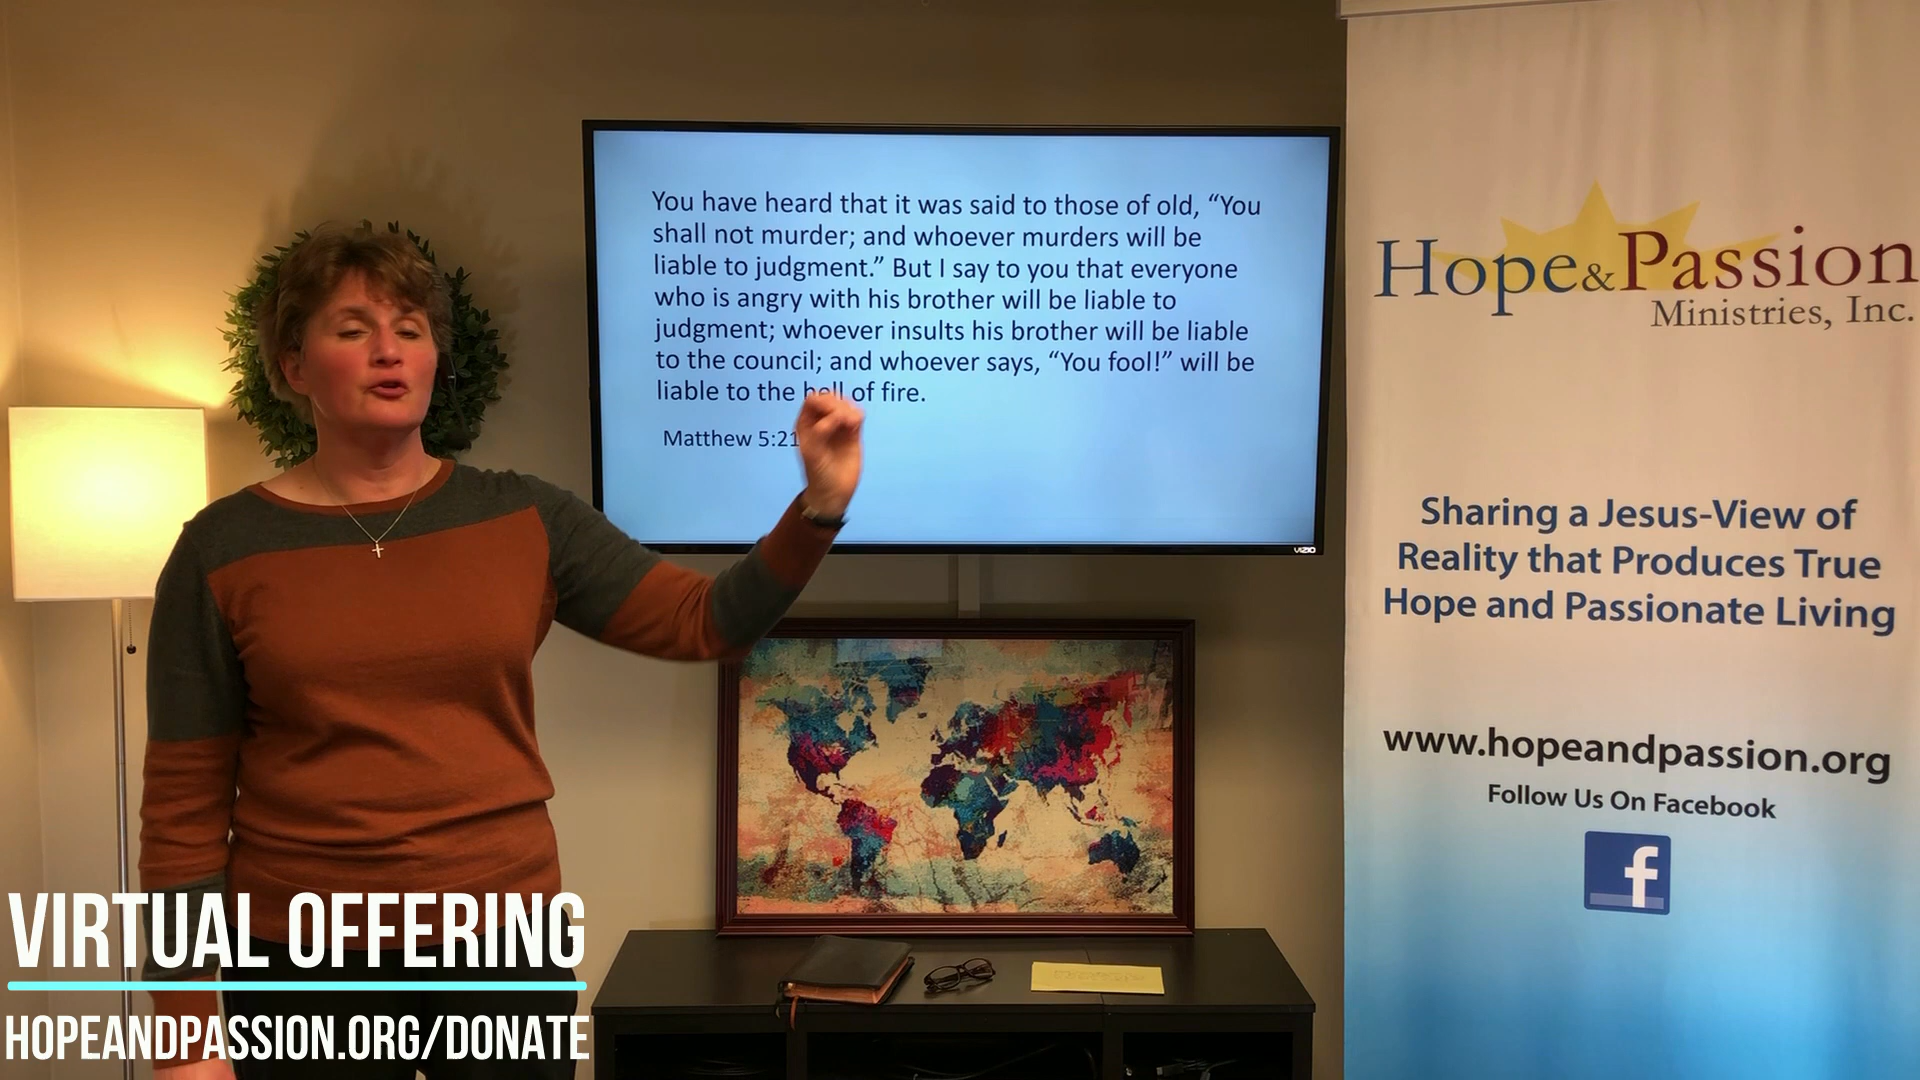 You have heard that it was said to those of old, “You
shall not murder; and whoever murders will be
liable to judgment.” But I say to you that everyone
who is angry with his brother will be liable to
judgment; whoever insults his brother will be liable
to the council; and whoever says, “You fool!” will be
liable to the hell of fire.
Matthew 5:21
VIZIO
Hope&Passion
Ministries, Inc.
Sharing a Jesus-View of
Reality that Produces True
Hope and Passionate Living
www.hopeandpassion.org
Follow Us On Facebook
f
VIRTUAL OFFERING
HOPEANDPASSION.ORG/DONATE